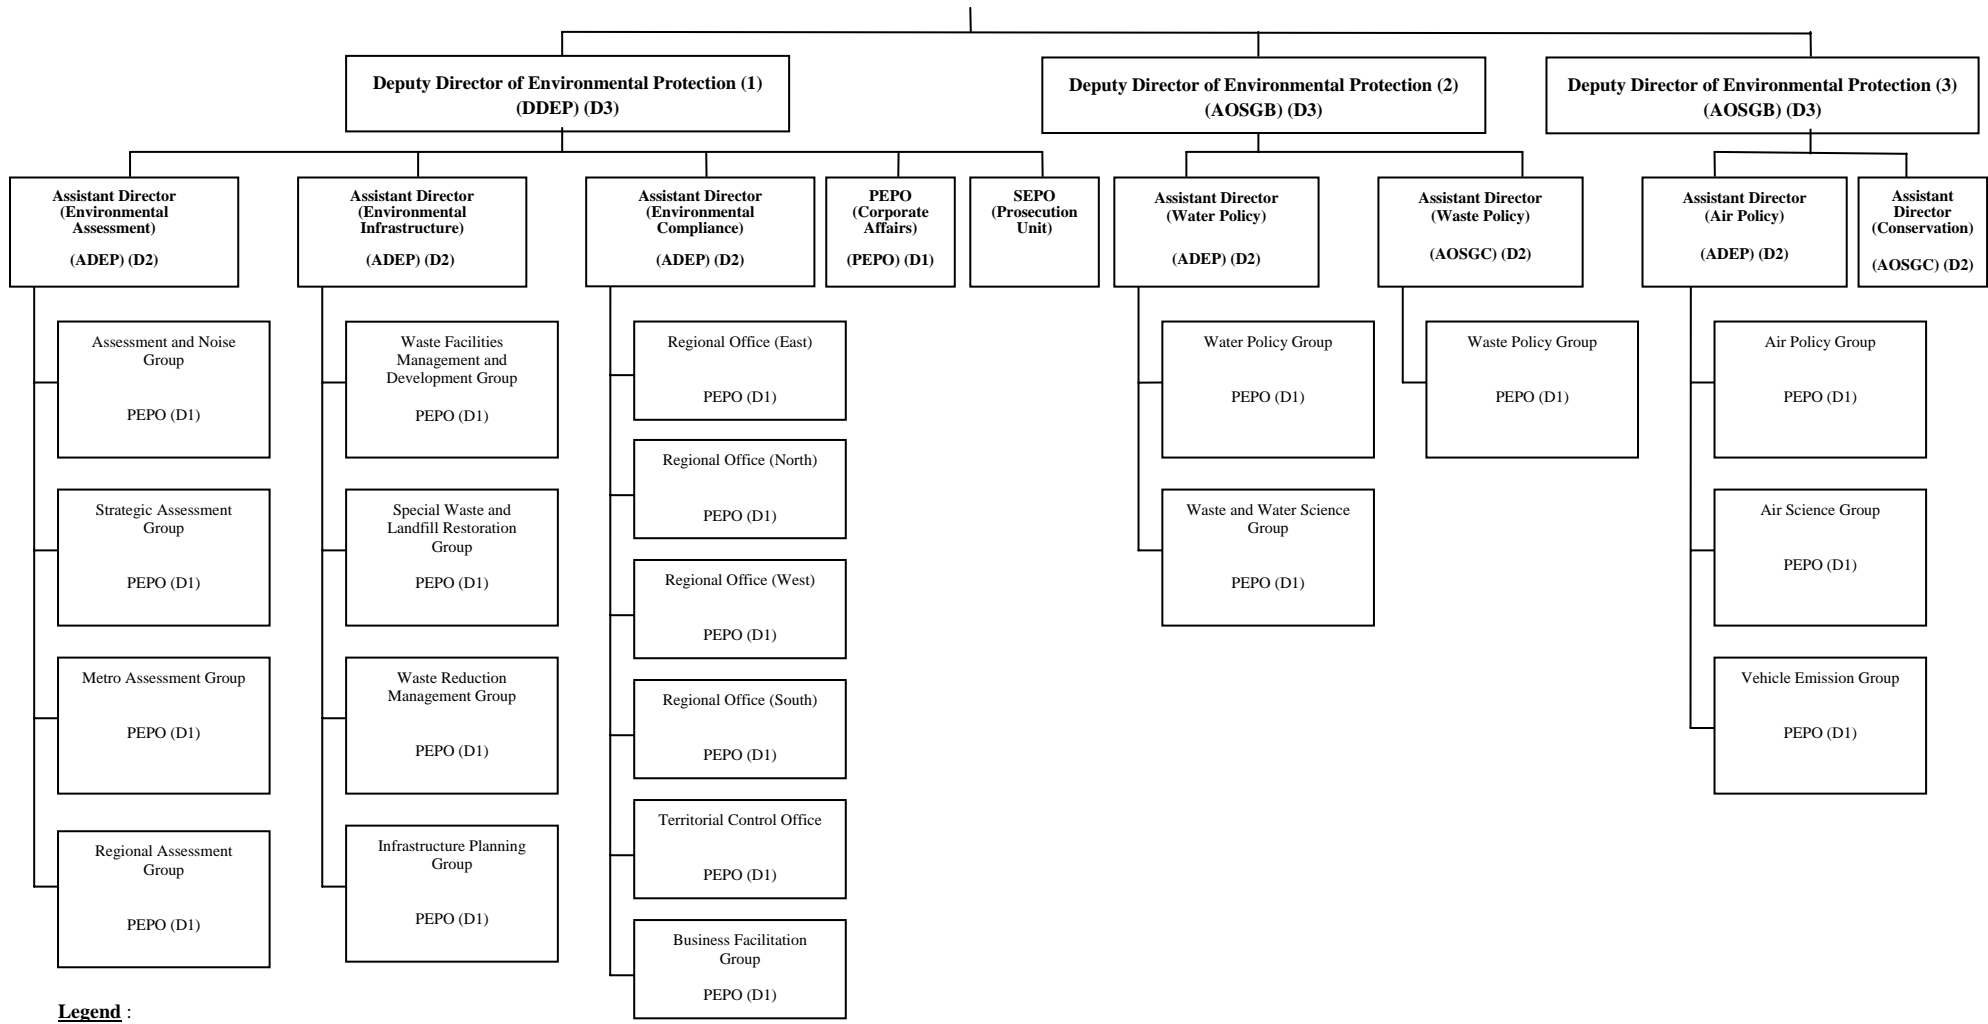 Deputy Director of Environmental Protection (1)
(DDEP) (D3)
Deputy Director of Environmental Protection (2)
(AOSGB) (D3)
Deputy Director of Environmental Protection (3)
(AOSGB) (D3)
Assistant Director
(Environmental
Assessment)
(ADEP) (D2)
Assistant Director
(Environmental
Infrastructure)
(ADEP) (D2)
Assistant Director
(Environmental
Compliance)
(ADEP) (D2)
PEPO
(Corporate
Affairs)
(PEPO) (D1)
SEPO
(Prosecution
Unit)
Assistant Director
(Water Policy)
(ADEP) (D2)
Assistant Director
(Waste Policy)
(AOSGC) (D2)
Assistant Director
(Air Policy)
(ADEP) (D2)
Assistant
Director
(Conservation)
(AOSGC) (D2)
Assessment and Noise
Group
PEPO (D1)
Strategic Assessment
Group
PEPO (D1)
Metro Assessment Group
PEPO (D1)
Regional Assessment
Group
PEPO (D1)
Waste Facilities
Management and
Development Group
PEPO (D1)
Special Waste and
Landfill Restoration
Group
PEPO (D1)
Waste Reduction
Management Group
PEPO (D1)
Infrastructure Planning
Group
PEPO (D1)
Regional Office (East)
PEPO (D1)
Regional Office (North)
PEPO (D1)
Regional Office (West)
PEPO (D1)
Regional Office (South)
PEPO (D1)
Territorial Control Office
PEPO (D1)
Business Facilitation
Group
PEPO (D1)
Water Policy Group
PEPO (D1)
Waste and Water Science
Group
PEPO (D1)
Waste Policy Group
PEPO (D1)
Air Policy Group
PEPO (D1)
Air Science Group
PEPO (D1)
Vehicle Emission Group
PEPO (D1)
Legend :